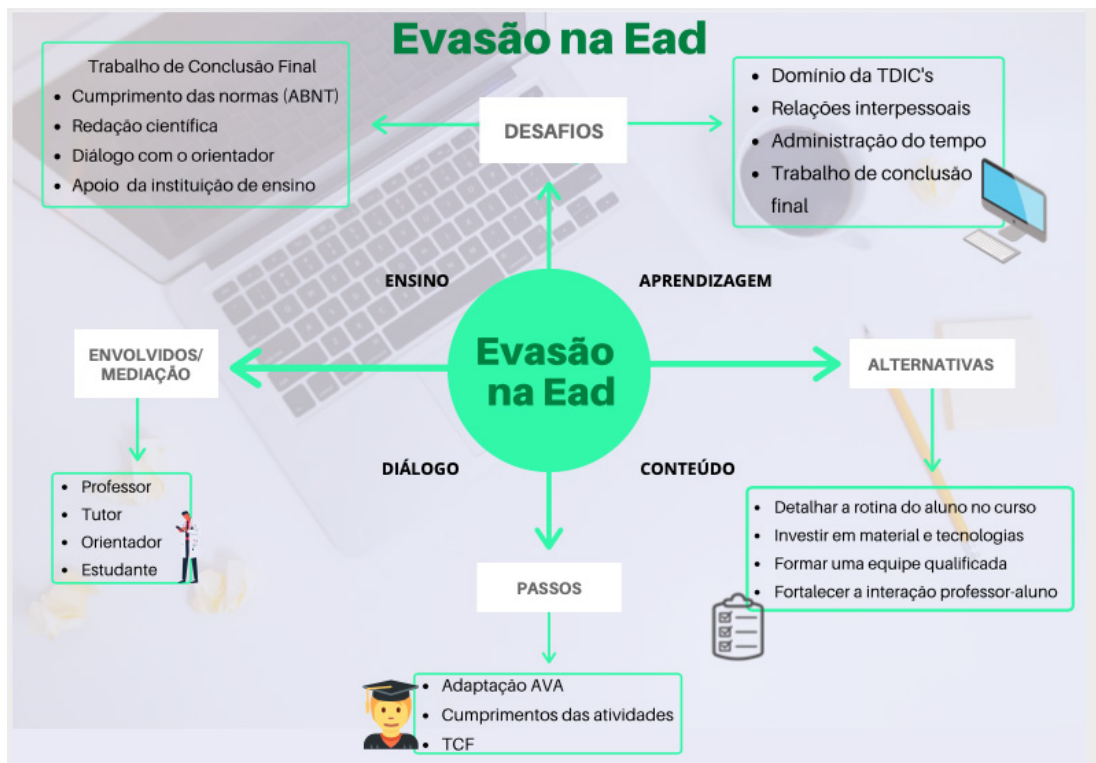 Evasão na Ead
Trabalho de Conclusão Final
• Cumprimento das normas (ABNT)
• Redação científica
• Diálogo com o orientador
• Apoio da instituição de ensino
DESAFIOS
• Domínio da TDIC's
• Relações interpessoais
• Administração do tempo
• Trabalho de conclusão
final
ENSINO
APRENDIZAGEM
ENVOLVIDOS/
MEDIAÇÃO
Evasão
na Ead
ALTERNATIVAS
DIÁLOGO
CONTEÚDO
• Professor
• Tutor
• Orientador
• Estudante
• Detalhar a rotina do aluno no curso
• Investir em material e tecnologias
• Formar uma equipe qualificada
• Fortalecer a interação professor-aluno
PASSOS
• Adaptação AVA
• Cumprimentos das atividades
• TCF